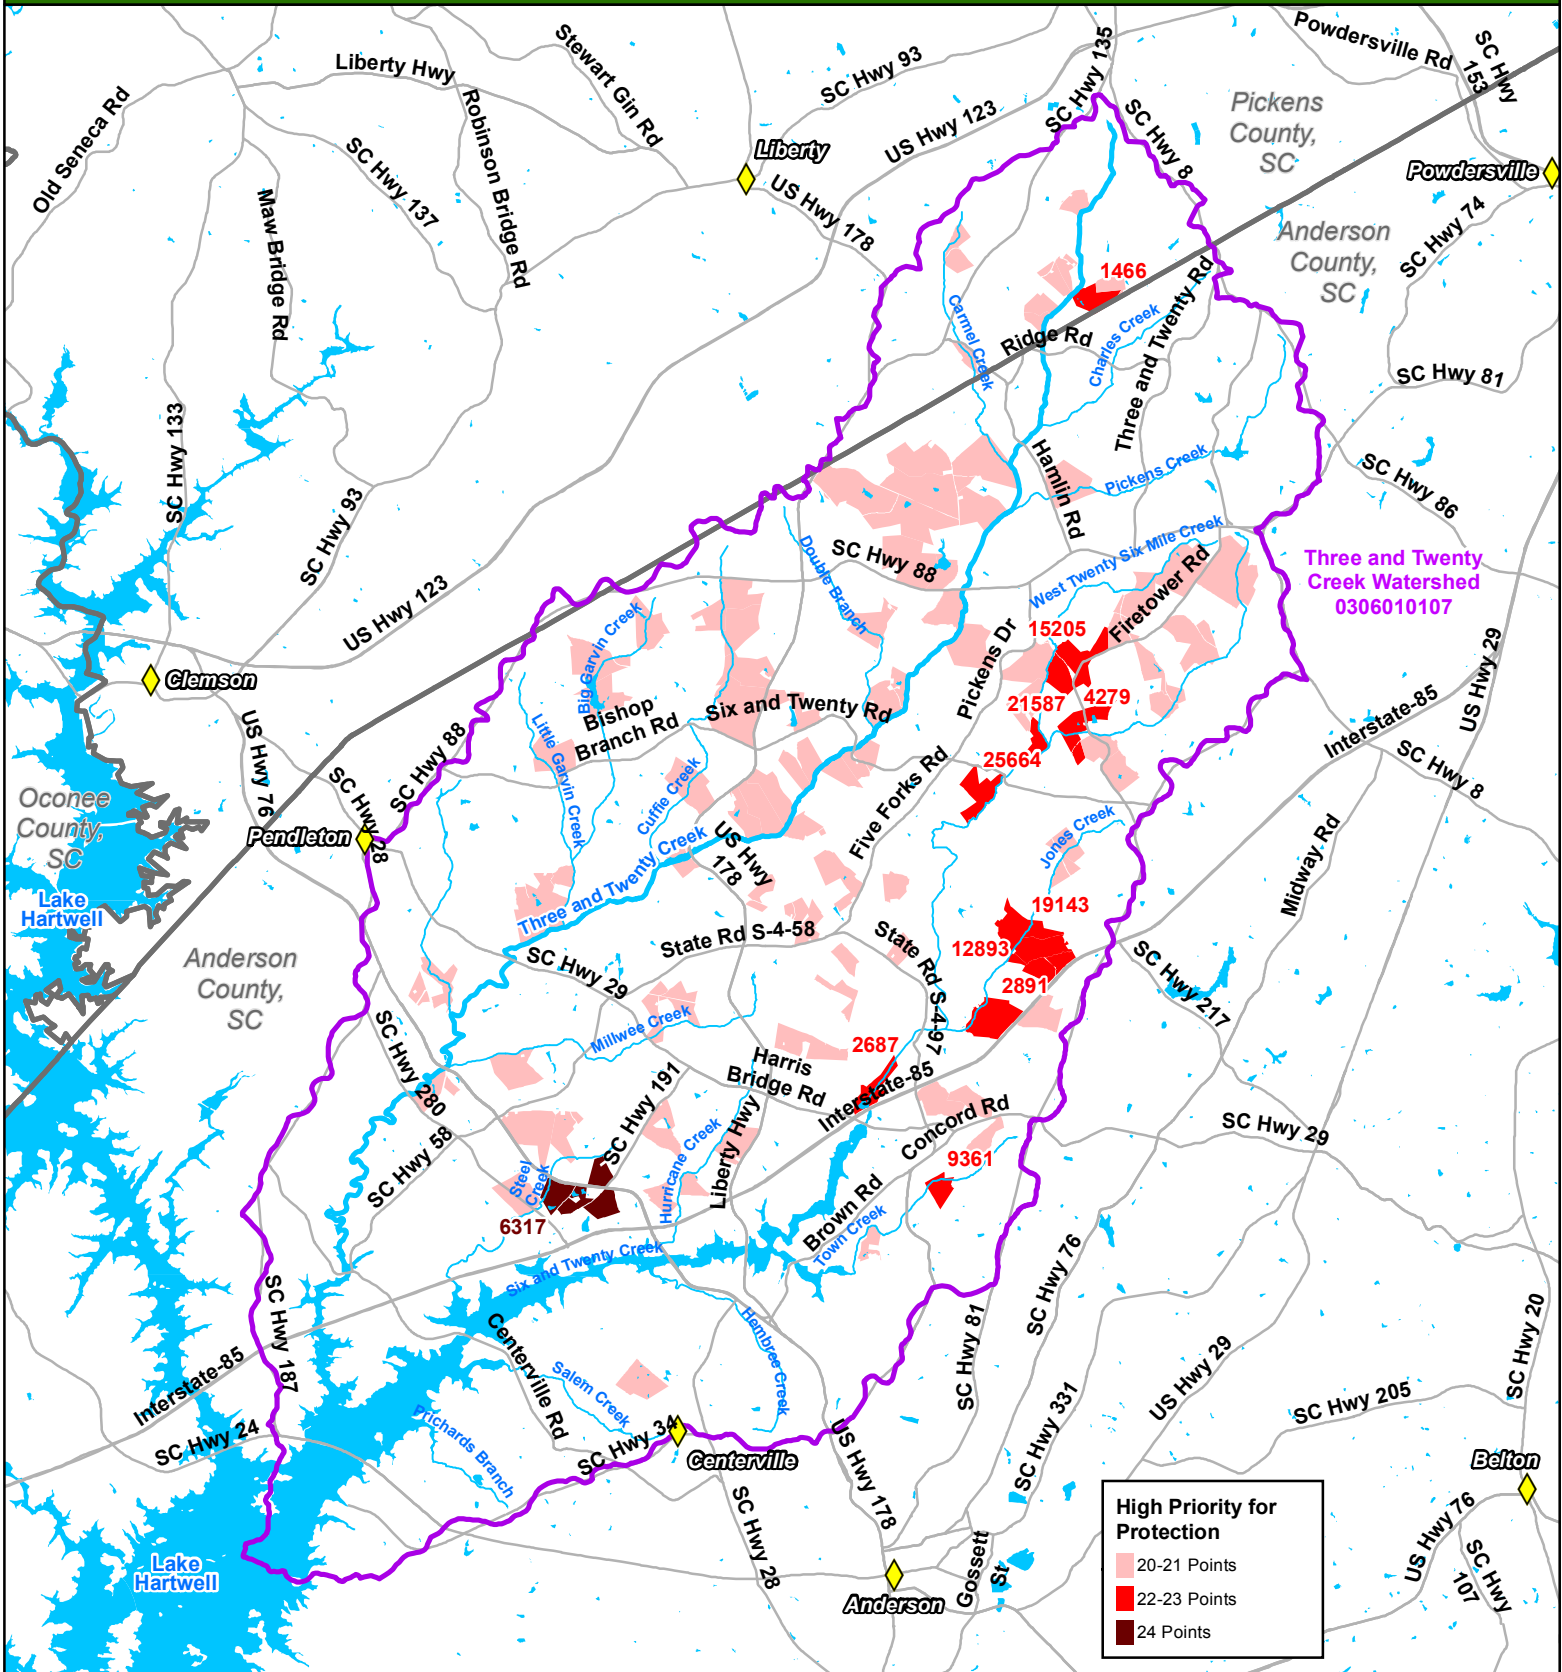 Stewart Gin Rd
Liberty Hwy
SC Hwy 93
SC Hwy 135
Powdersville Rd
SC Hwy
153
Old Seneca Rd
Robinson Bridge Rd
US Hwy 123
Pickens
County,
SC
SC Hwy 8
SC Hwy 137
Liberty
Powdersville
Maw Bridge Rd
US Hwy 178
SC Hwy 74
Anderson
County,
SC
1466
Three and Twenty Rd
Carmel Creek
Ridge Rd
Charles Creek
SC Hwy 81
SC Hwy 133
Hamlin Rd
Pickens Creek
SC Hwy 86
SC Hwy 93
SC Hwy 88
Double Branch
West Twenty Six Mile Creek
Firetower Rd
Three and Twenty
Creek Watershed
0306010107
US Hwy 123
Big Garvin Creek
15205
Pickens Dr
US Hwy 29
Clemson
21587
4279
Six and Twenty Rd
Bishop
Branch Rd
Interstate-85
US Hwy 76
SC Hwy 88
Little Garvin Creek
25664
SC Hwy 8
SC Hwy 28
Cuffie Creek
Five Forks Rd
Oconee
County,
SC
Pendleton
Jones Creek
Midway Rd
US Hwy
178
Three and Twenty Creek
Lake
Hartwell
19143
State Rd S-4-58
12893
State Rd S-4-97
SC Hwy 29
2891
SC Hwy 217
Anderson
County,
SC
Millwee Creek
2687
SC Hwy 280
Harris
Bridge Rd
Interstate-85
SC Hwy 191
Concord Rd
SC Hwy 29
SC Hwy 58
Hurricane Creek
Liberty Hwy
9361
Steel
Creek
6317
Brown Rd
Town Creek
Six and Twenty Creek
SC Hwy 76
SC Hwy 187
Centerville Rd
Hembree Creek
SC Hwy 81
SC Hwy 20
Interstate-85
Salem Creek
US Hwy 29
SC Hwy 331
SC Hwy 205
Prichards Branch
SC Hwy 24
SC Hwy 34
Centerville
US Hwy 178
Belton
SC Hwy 28
High Priority for
Protection
20-21 Points
22-23 Points
24 Points
US Hwy 76
SC Hwy
107
Lake
Hartwell
Gossett
St
Anderson